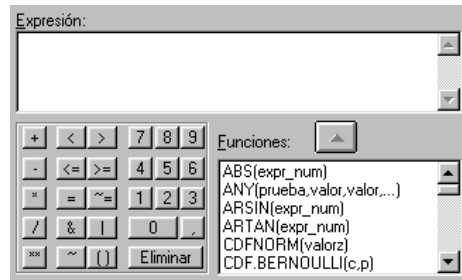 Expresión:
+ < > 7 8 9 Funciones:
- <= >= 4 5 6 ABS(expr_num)
ANY(prueba,valor,valor,...)
* = ~= 1 2 3 ARSIN(expr_num)
/ & | 0 , ARTAN(expr_num)
CDFNORM(valorz)
** ~ () Eliminar CDF.BERNOULLI(c,p)